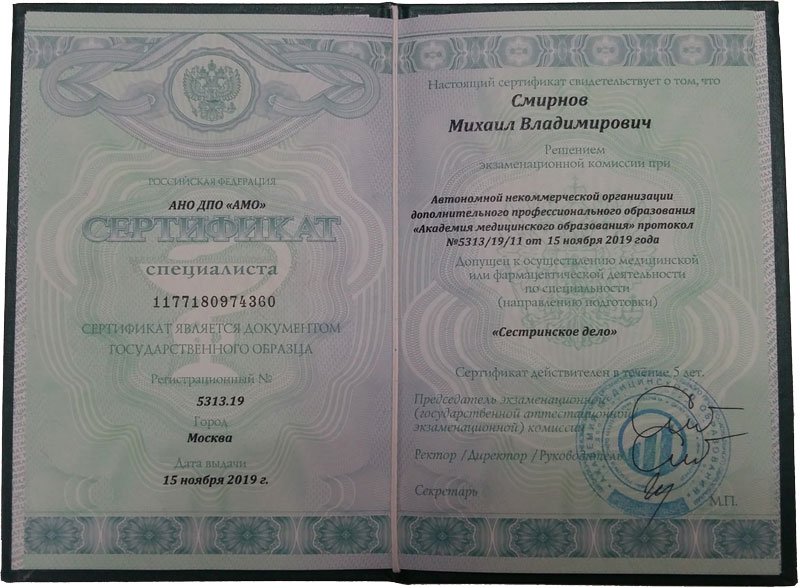 РОССИЙСКАЯ ФЕДЕРАЦИЯ
АНО ДПО «АМО»
СЕРТИФИКАТ
специалиста
1177180974360
СЕРТИФИКАТ ЯВЛЯЕТСЯ ДОКУМЕНТОМ
ГОСУДАРСТВЕННОГО ОБРАЗЦА
Регистрационный №
5313.19
Город
Москва
Дата выдачи
15 ноября 2019 г.
Настоящий сертификат свидетельствует о том, что
Смирнов
Михаил Владимирович
Решением
экзаменационной комиссии при
Автономной некоммерческой организации
дополнительного профессионального образования
«Академия медицинского образования» протокол
№5313/19/11 от 15 ноября 2019 года
Допущен к осуществлению медицинской
или фармацевтической деятельности
по специальности
(направлению подготовки)
«Сестринское дело»
Сертификат действителен в течение 5 лет.
Председатель экзаменационной
(государственной аттестационной
экзаменационной) комиссии
Ректор /Директор /Руководитель
Секретарь
М.П.